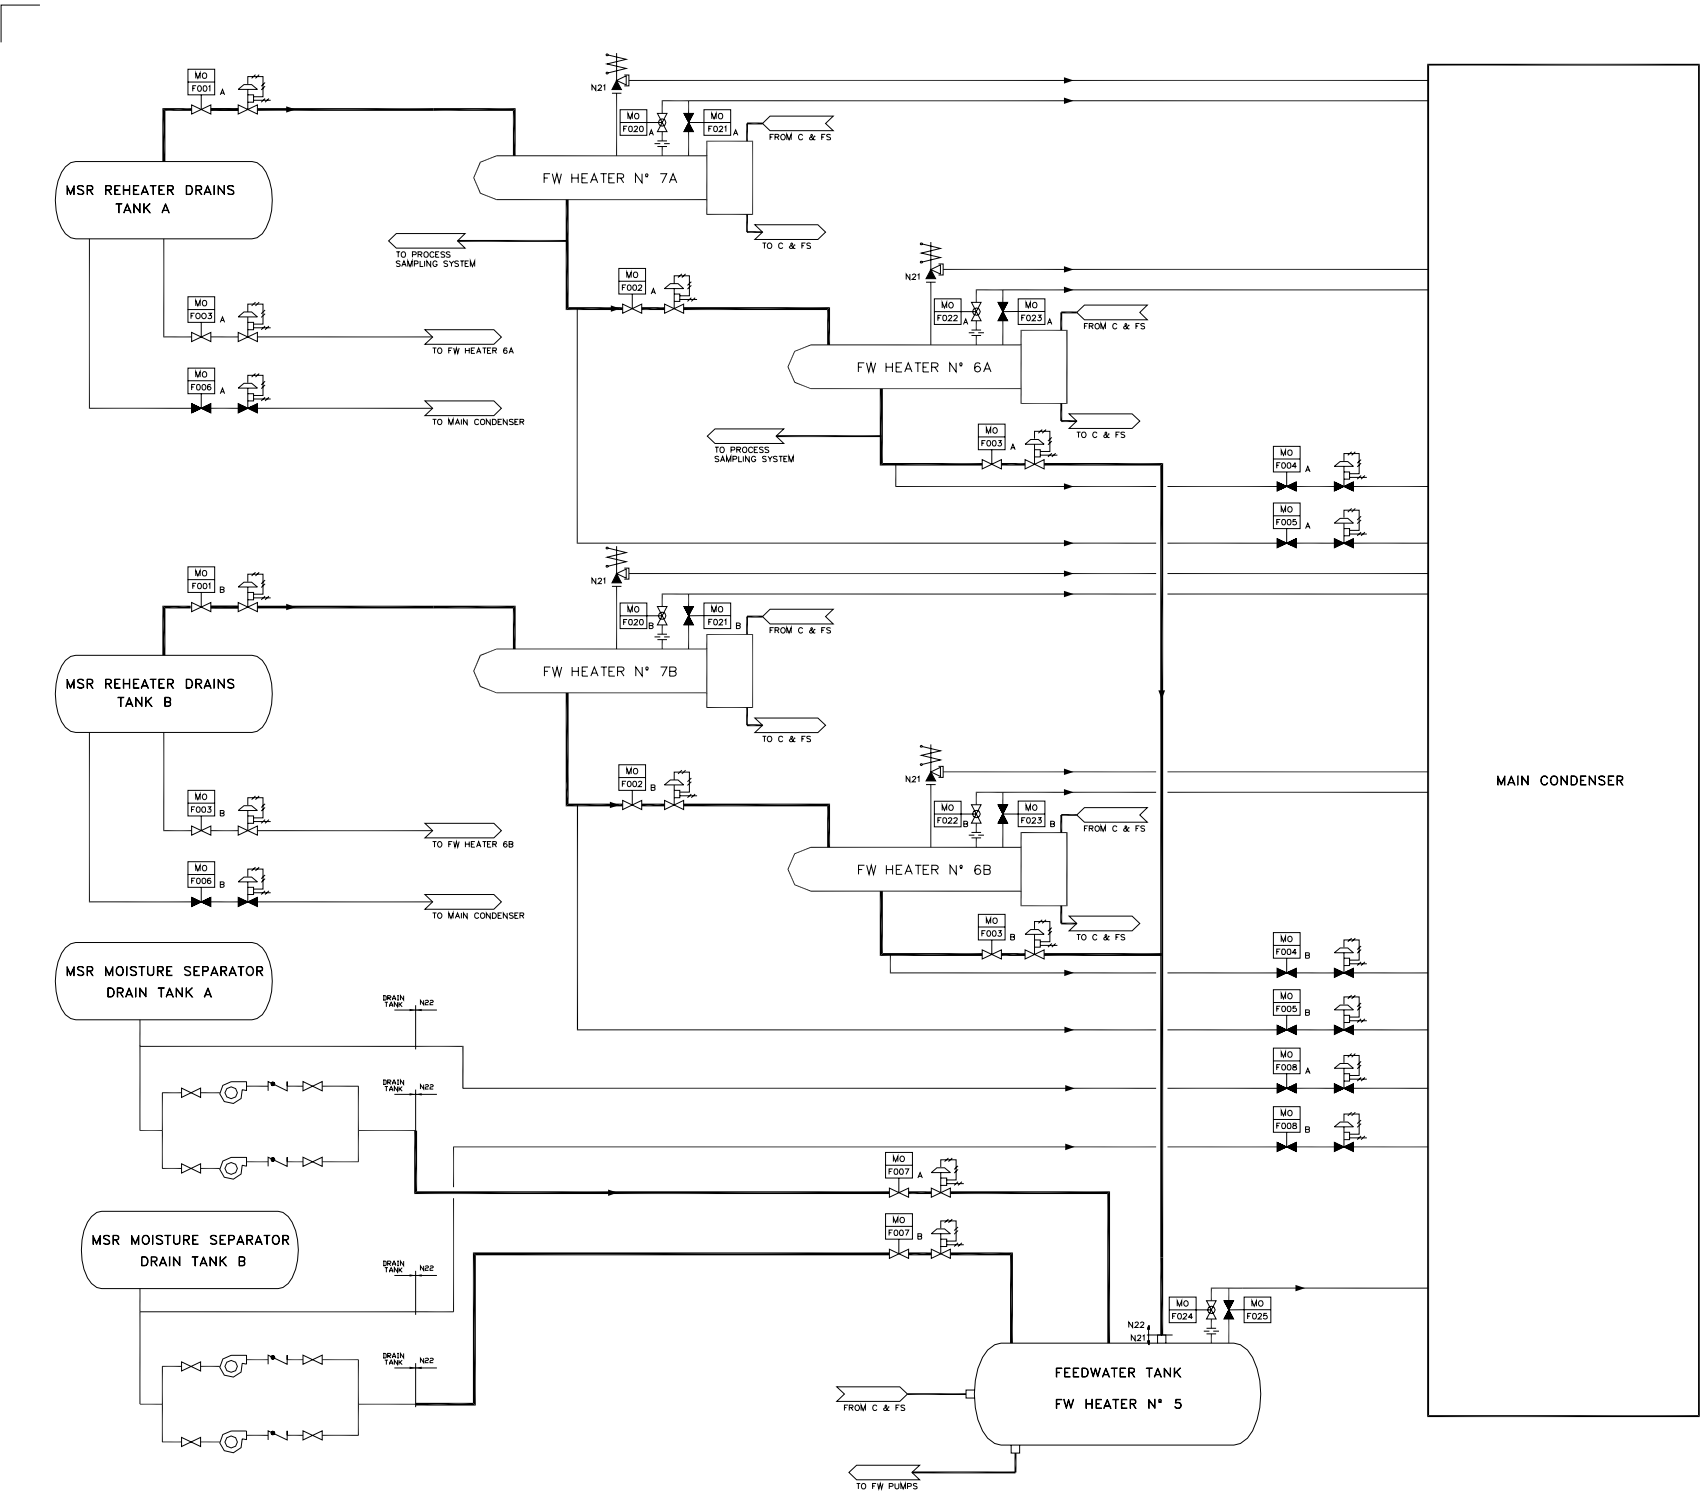 MO
F001 A
N21
MO
F020 A
MO
F021 A
FROM C & FS
MSR REHEATER DRAINS
TANK A
FW HEATER N° 7A
TO C & FS
TO PROCESS
SAMPLING SYSTEM
N21
MO
F002 A
MO
F003 A
MO
F022 A
MO
F023 A
FROM C & FS
TO FW HEATER 6A
FW HEATER N° 6A
MO
F006 A
TO MAIN CONDENSER
TO C & FS
TO PROCESS
SAMPLING SYSTEM
MO
F003 A
MO
F004 A
MO
F005 A
MO
F001 B
N21
MO
F020 B
MO
F021 B
FROM C & FS
MSR REHEATER DRAINS
TANK B
FW HEATER N° 7B
TO C & FS
MAIN CONDENSER
N21
MO
F002 B
MO
F003 B
MO
F022 B
MO
F023 B
FROM C & FS
TO FW HEATER 6B
FW HEATER N° 6B
MO
F006 B
TO MAIN CONDENSER
TO C & FS
MO
F003 B
MO
F004 B
MSR MOISTURE SEPARATOR
DRAIN TANK A
DRAIN
TANK
N22
MO
F005 B
MO
F008 A
DRAIN
TANK
N22
MO
F008 B
MO
F007 A
MSR MOISTURE SEPARATOR
DRAIN TANK B
MO
F007 B
DRAIN
TANK
N22
MO
F024
MO
F025
N22
N21
DRAIN
TANK
N22
FEEDWATER TANK
FW HEATER N° 5
FROM C & FS
TO FW PUMPS